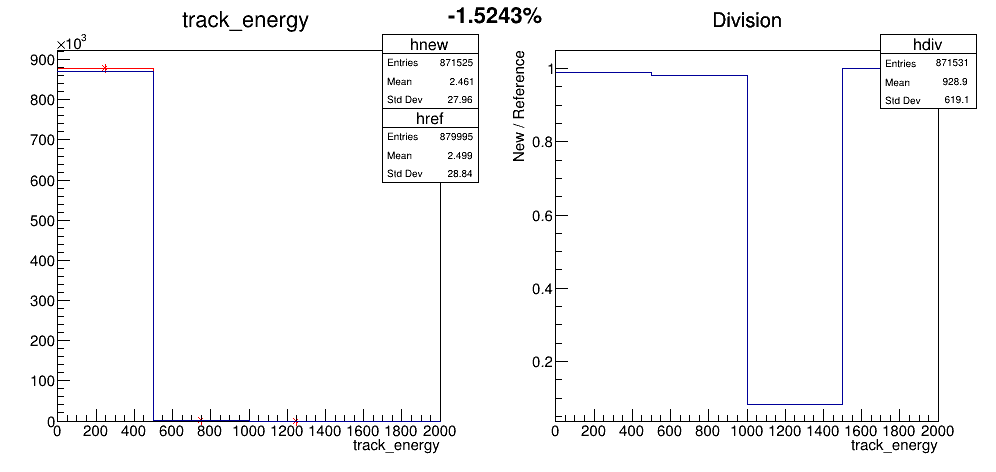 track_energy
-1.5243%
Division
×10³
hnew
Entries 871525
Mean 2.461
Std Dev 27.96
href
Entries 879995
Mean 2.499
Std Dev 28.84
900
800
700
600
500
400
300
200
100
0
0 200 400 600 800 1000 1200 1400 1600 1800 2000
track_energy
hdiv
Entries 871531
Mean 928.9
Std Dev 619.1
New / Reference
1
0.8
0.6
0.4
0.2
0 200 400 600 800 1000 1200 1400 1600 1800 2000
track_energy